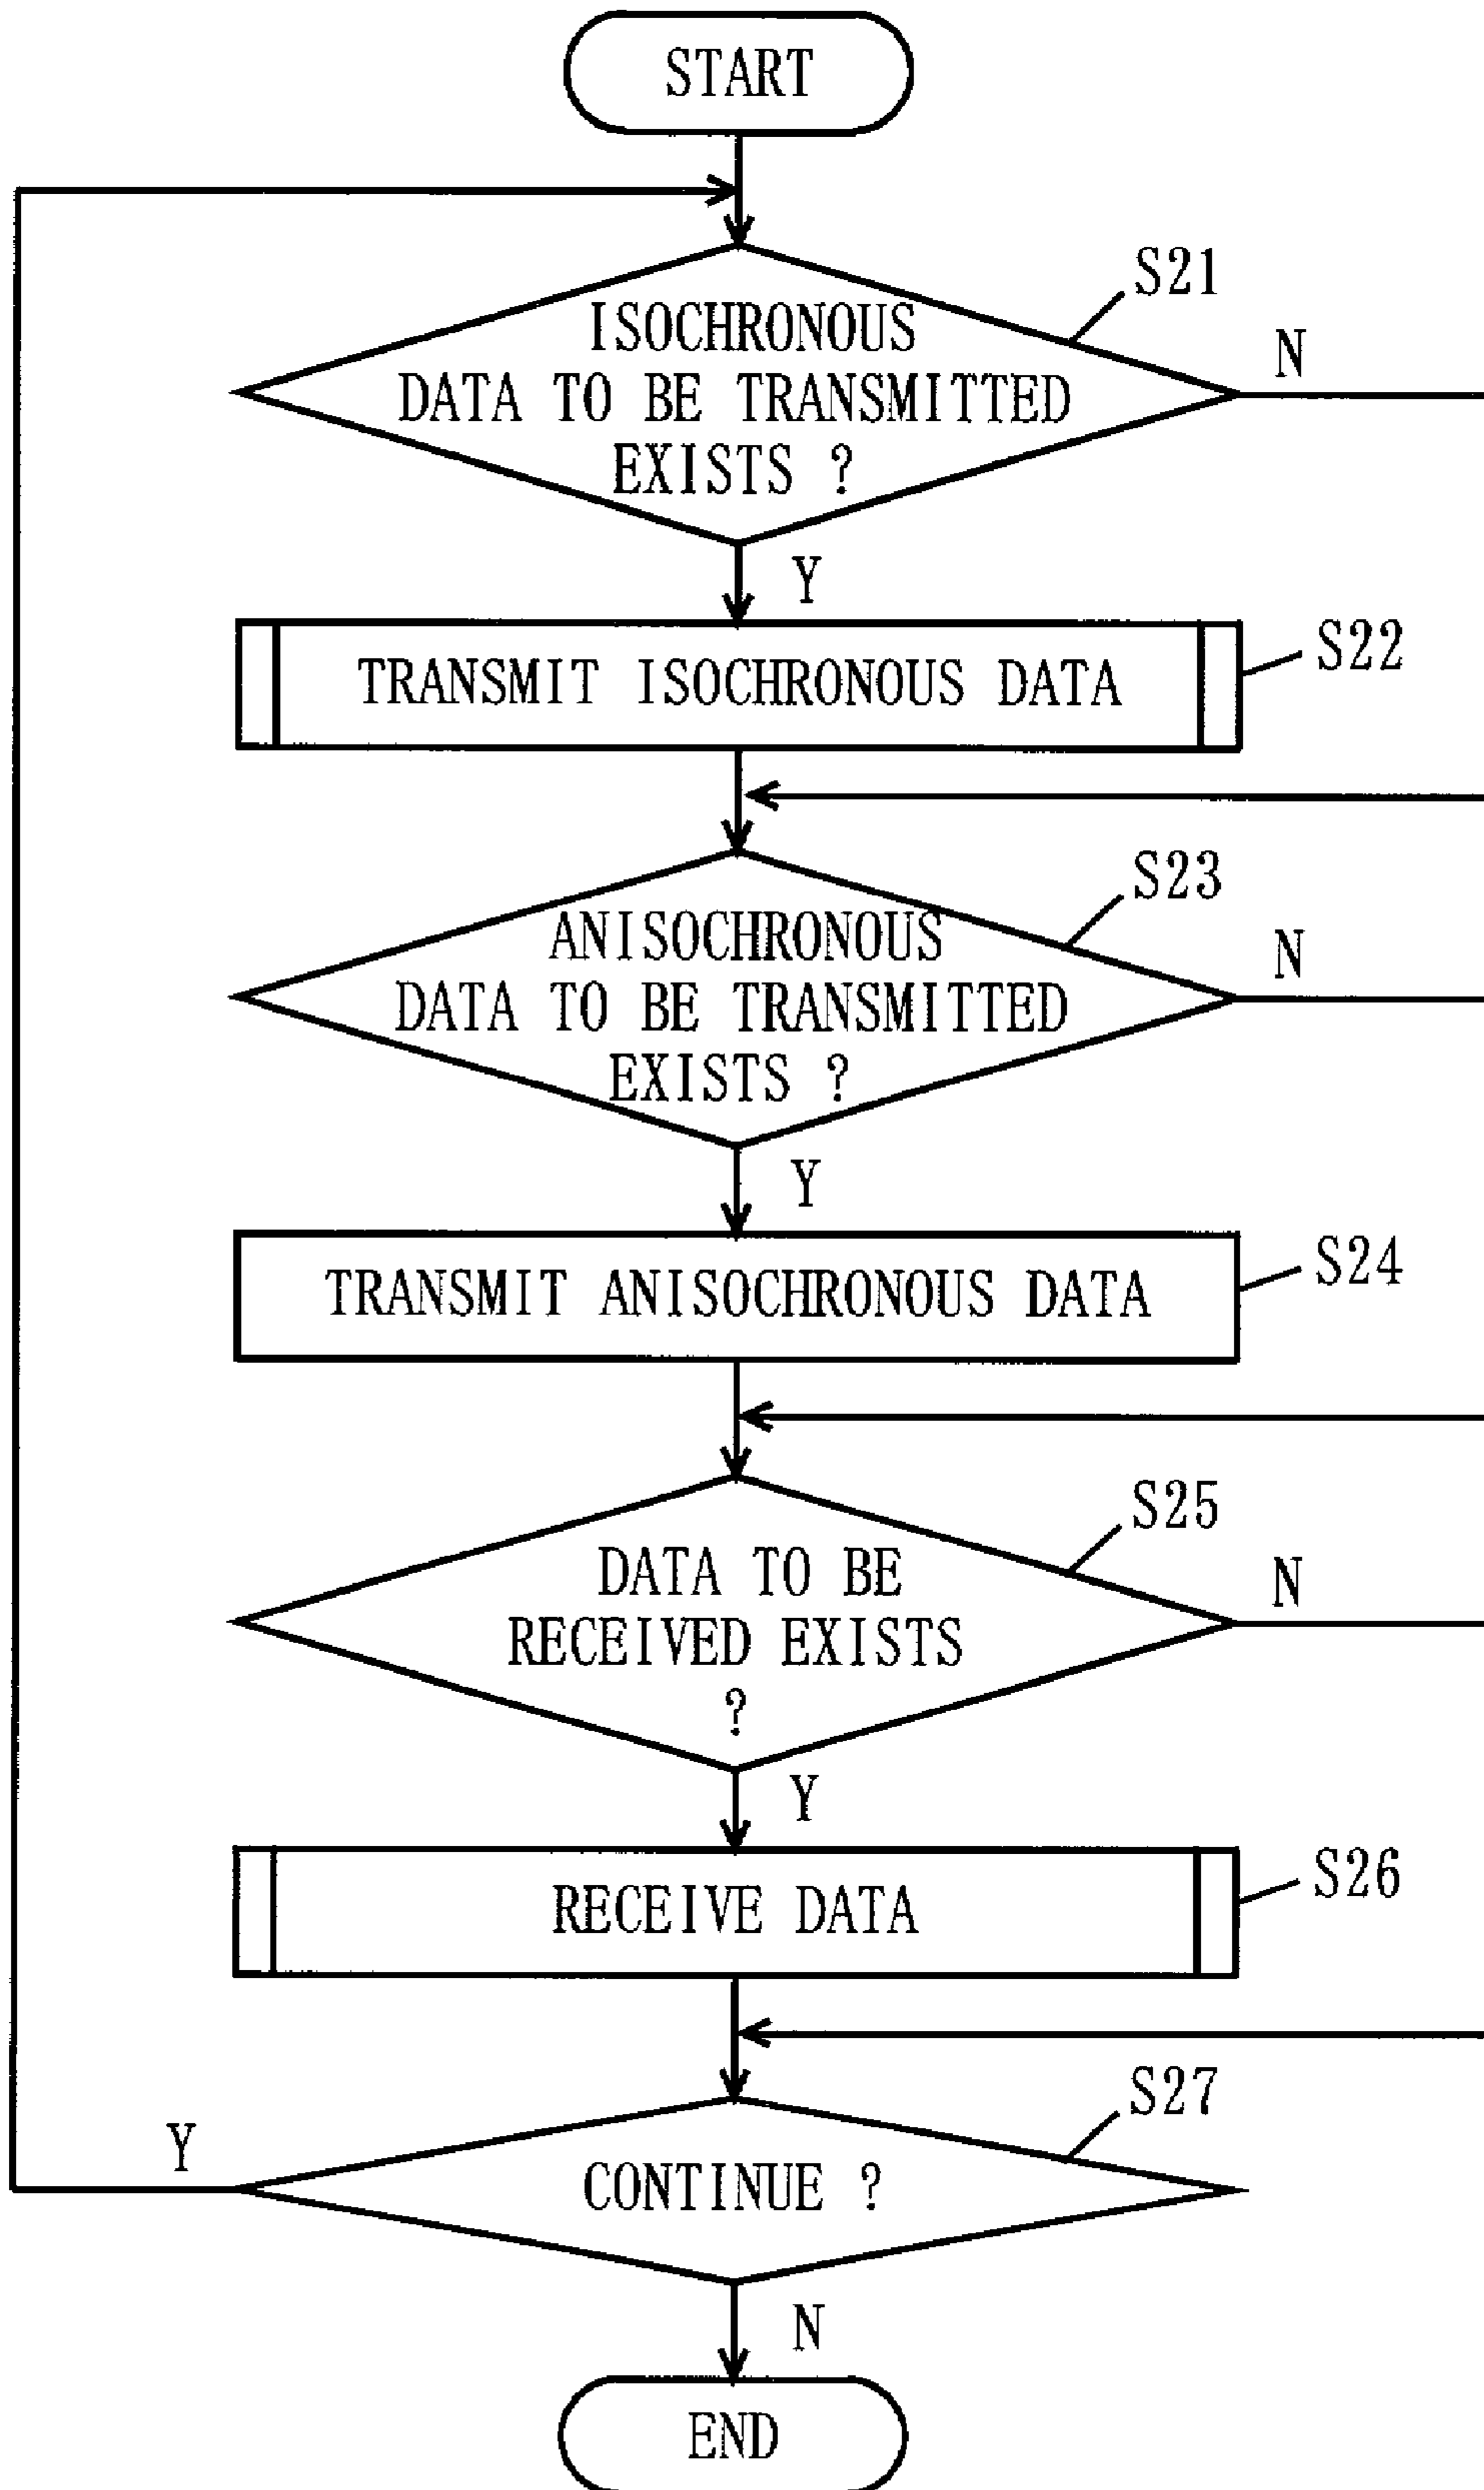 START
S21
ISOCHRONOUS
DATA TO BE TRANSMITTED
EXISTS ?
N
Y
TRANSMIT ISOCHRONOUS DATA
S22
S23
ANISOCHRONOUS
DATA TO BE TRANSMITTED
EXISTS ?
N
Y
TRANSMIT ANISOCHRONOUS DATA
S24
S25
DATA TO BE
RECEIVED EXISTS
?
N
Y
RECEIVE DATA
S26
S27
CONTINUE ?
Y
N
END